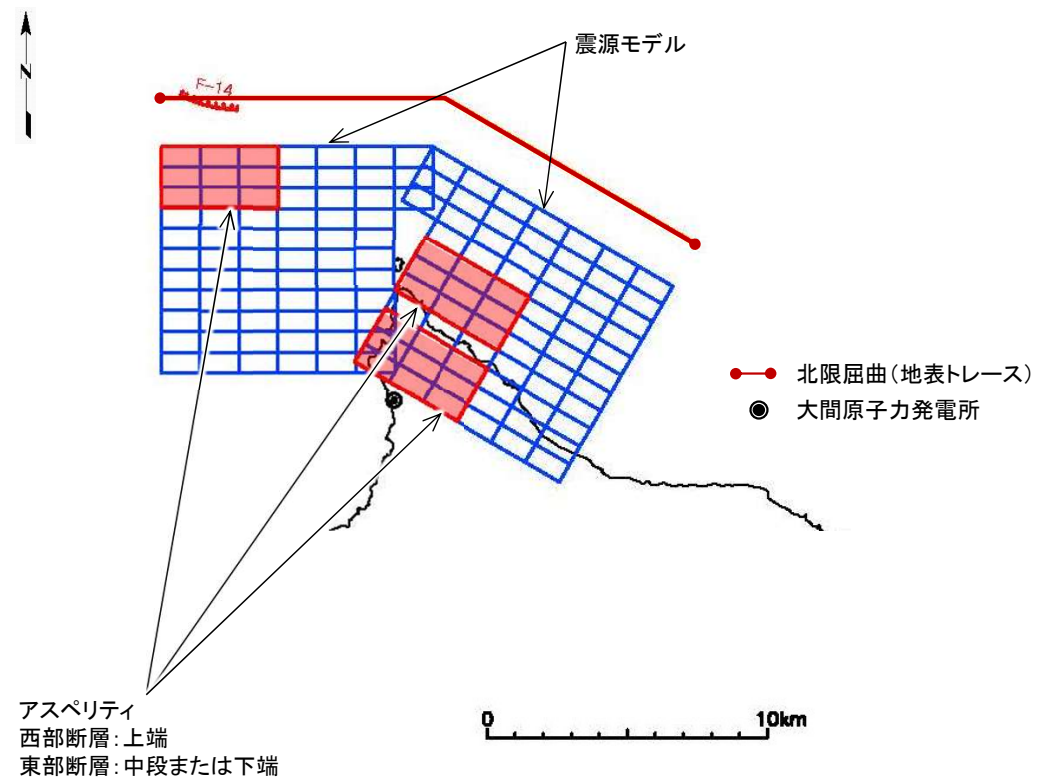 N
震源モデル
F-14
北限屈曲(地表トレース)
大間原子力発電所
0 10km
アスペリティ
西部断層:上端
東部断層:中段または下端